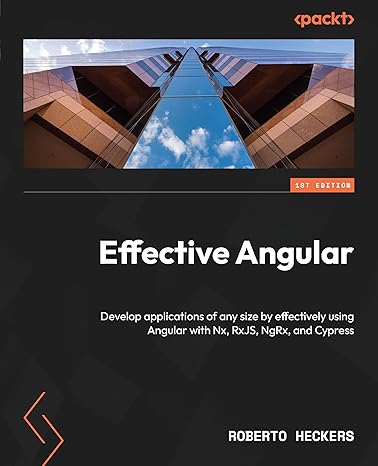 <packt>
1ST EDITION
Effective Angular
Develop applications of any size by effectively using
Angular with Nx, RxJS, NgRx, and Cypress
ROBERTO HECKERS